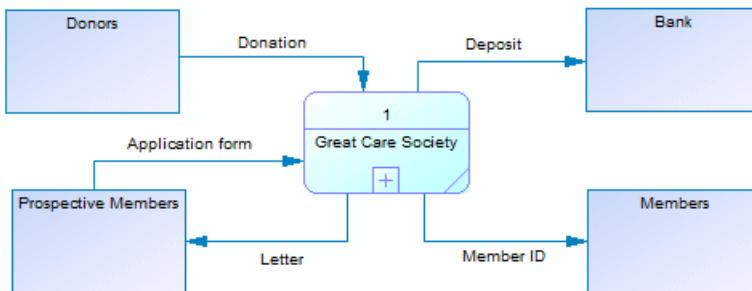 Donors
Bank
Donation
Deposit
1
Great Care Society
+
Application form
Prospective Members
Members
Letter
Member ID